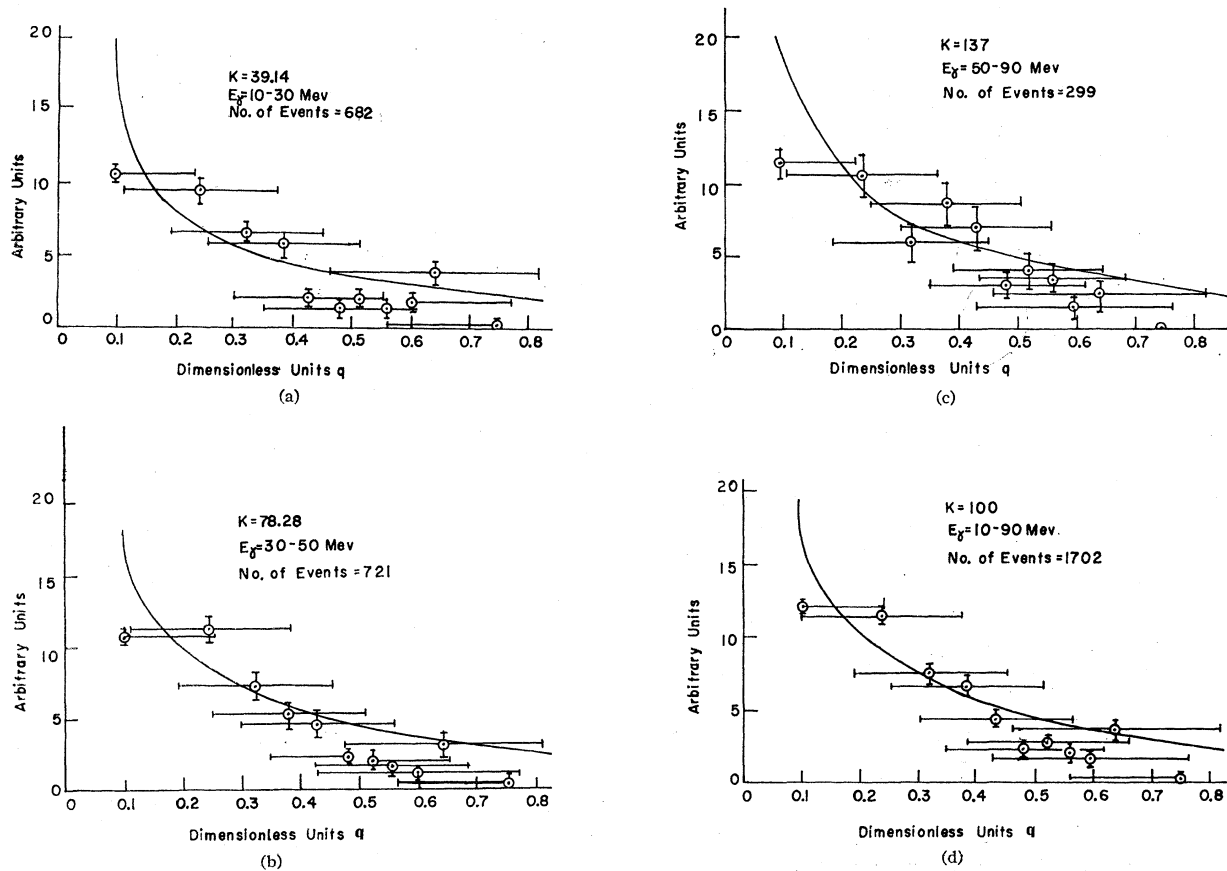 20
15
10
5
0
Arbitrary Units
K=39.14
Eγ=10-30 Mev
No. of Events=682
0 0.1 0.2 0.3 0.4 0.5 0.6 0.7 0.8
Dimensionless Units q
(a)
20
15
10
5
0
Arbitrary Units
K=78.28
Eγ=30-50 Mev
No. of Events=721
0 0.1 0.2 0.3 0.4 0.5 0.6 0.7 0.8
Dimensionless Units q
(b)
20
15
10
5
0
Arbitrary Units
K=137
Eγ=50-90 Mev
No. of Events=299
0 0.1 0.2 0.3 0.4 0.5 0.6 0.7 0.8
Dimensionless Units q
(c)
20
15
10
5
0
Arbitrary Units
K=100
Eγ=10-90 Mev.
No. of Events=1702
0 0.1 0.2 0.3 0.4 0.5 0.6 0.7 0.8
Dimensionless Units q
(d)